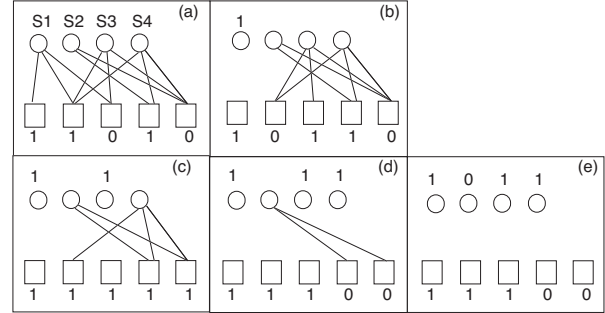 (a)
S1 S2 S3 S4
1 1 0 1 0
(b)
1
1 0 1 1 0
(c)
1 1
1 1 1 1 1
(d)
1 1 1
1 1 1 0 0
(e)
1 0 1 1
1 1 1 0 0